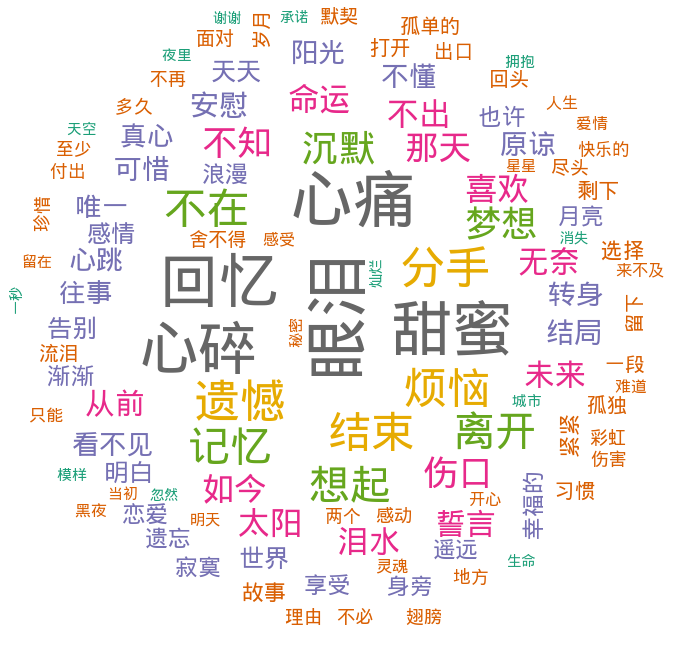 谢谢
岁月
承诺
默契
孤单的
面对
夜里
阳光
打开
出口
拥抱
天天
不再
不懂
回头
多久
安慰
命运
不出
也许
人生
爱情
天空
真心
不知
沉默
那天
原谅
快乐的
至少
付出
可惜
浪漫
星星
尽头
喜欢
剩下
心痛
珍惜
唯一
不在
梦想
月亮
感情
舍不得
感受
消失
选择
留在
心跳
回忆
眼泪
灿烂
分手
无奈
来不及
一秒
往事
转身
留下
告别
心碎
秘密
甜蜜
结局
流泪
渐渐
未来
一段
难道
从前
遗憾
烦恼
城市
孤独
只能
看不见
记忆
结束
离开
紧紧
彩虹
伤害
模样
明白
如今
想起
伤口
幸福的
习惯
当初
忽然
开心
黑夜
恋爱
明天
太阳
两个
感动
誓言
遗忘
泪水
遥远
寂寞
世界
灵魂
生命
地方
故事
享受
身旁
理由
不必
翅膀